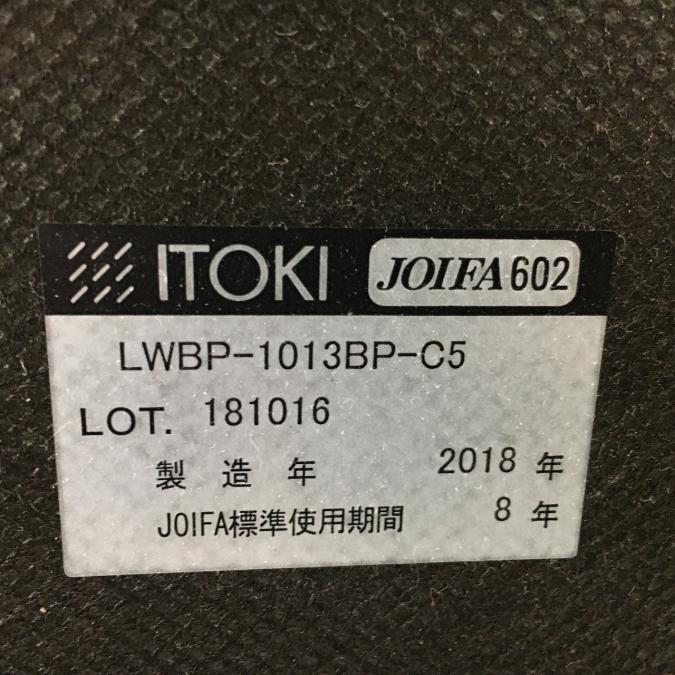 ITOKI JOIFA602
LWBP-1013BP-C5
LOT. 181016
製造年 2018年
JOIFA標準使用期間 8年